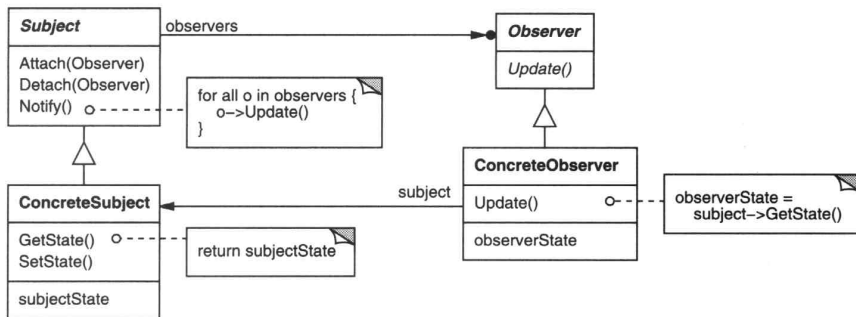 Subject
observers
Observer
Attach(Observer)
Detach(Observer)
Notify()
for all o in observers {
o->Update()
}
Update()
ConcreteSubject
GetState()
SetState()
subjectState
return subjectState
subject
ConcreteObserver
Update()
observerState
observerState =
subject->GetState()